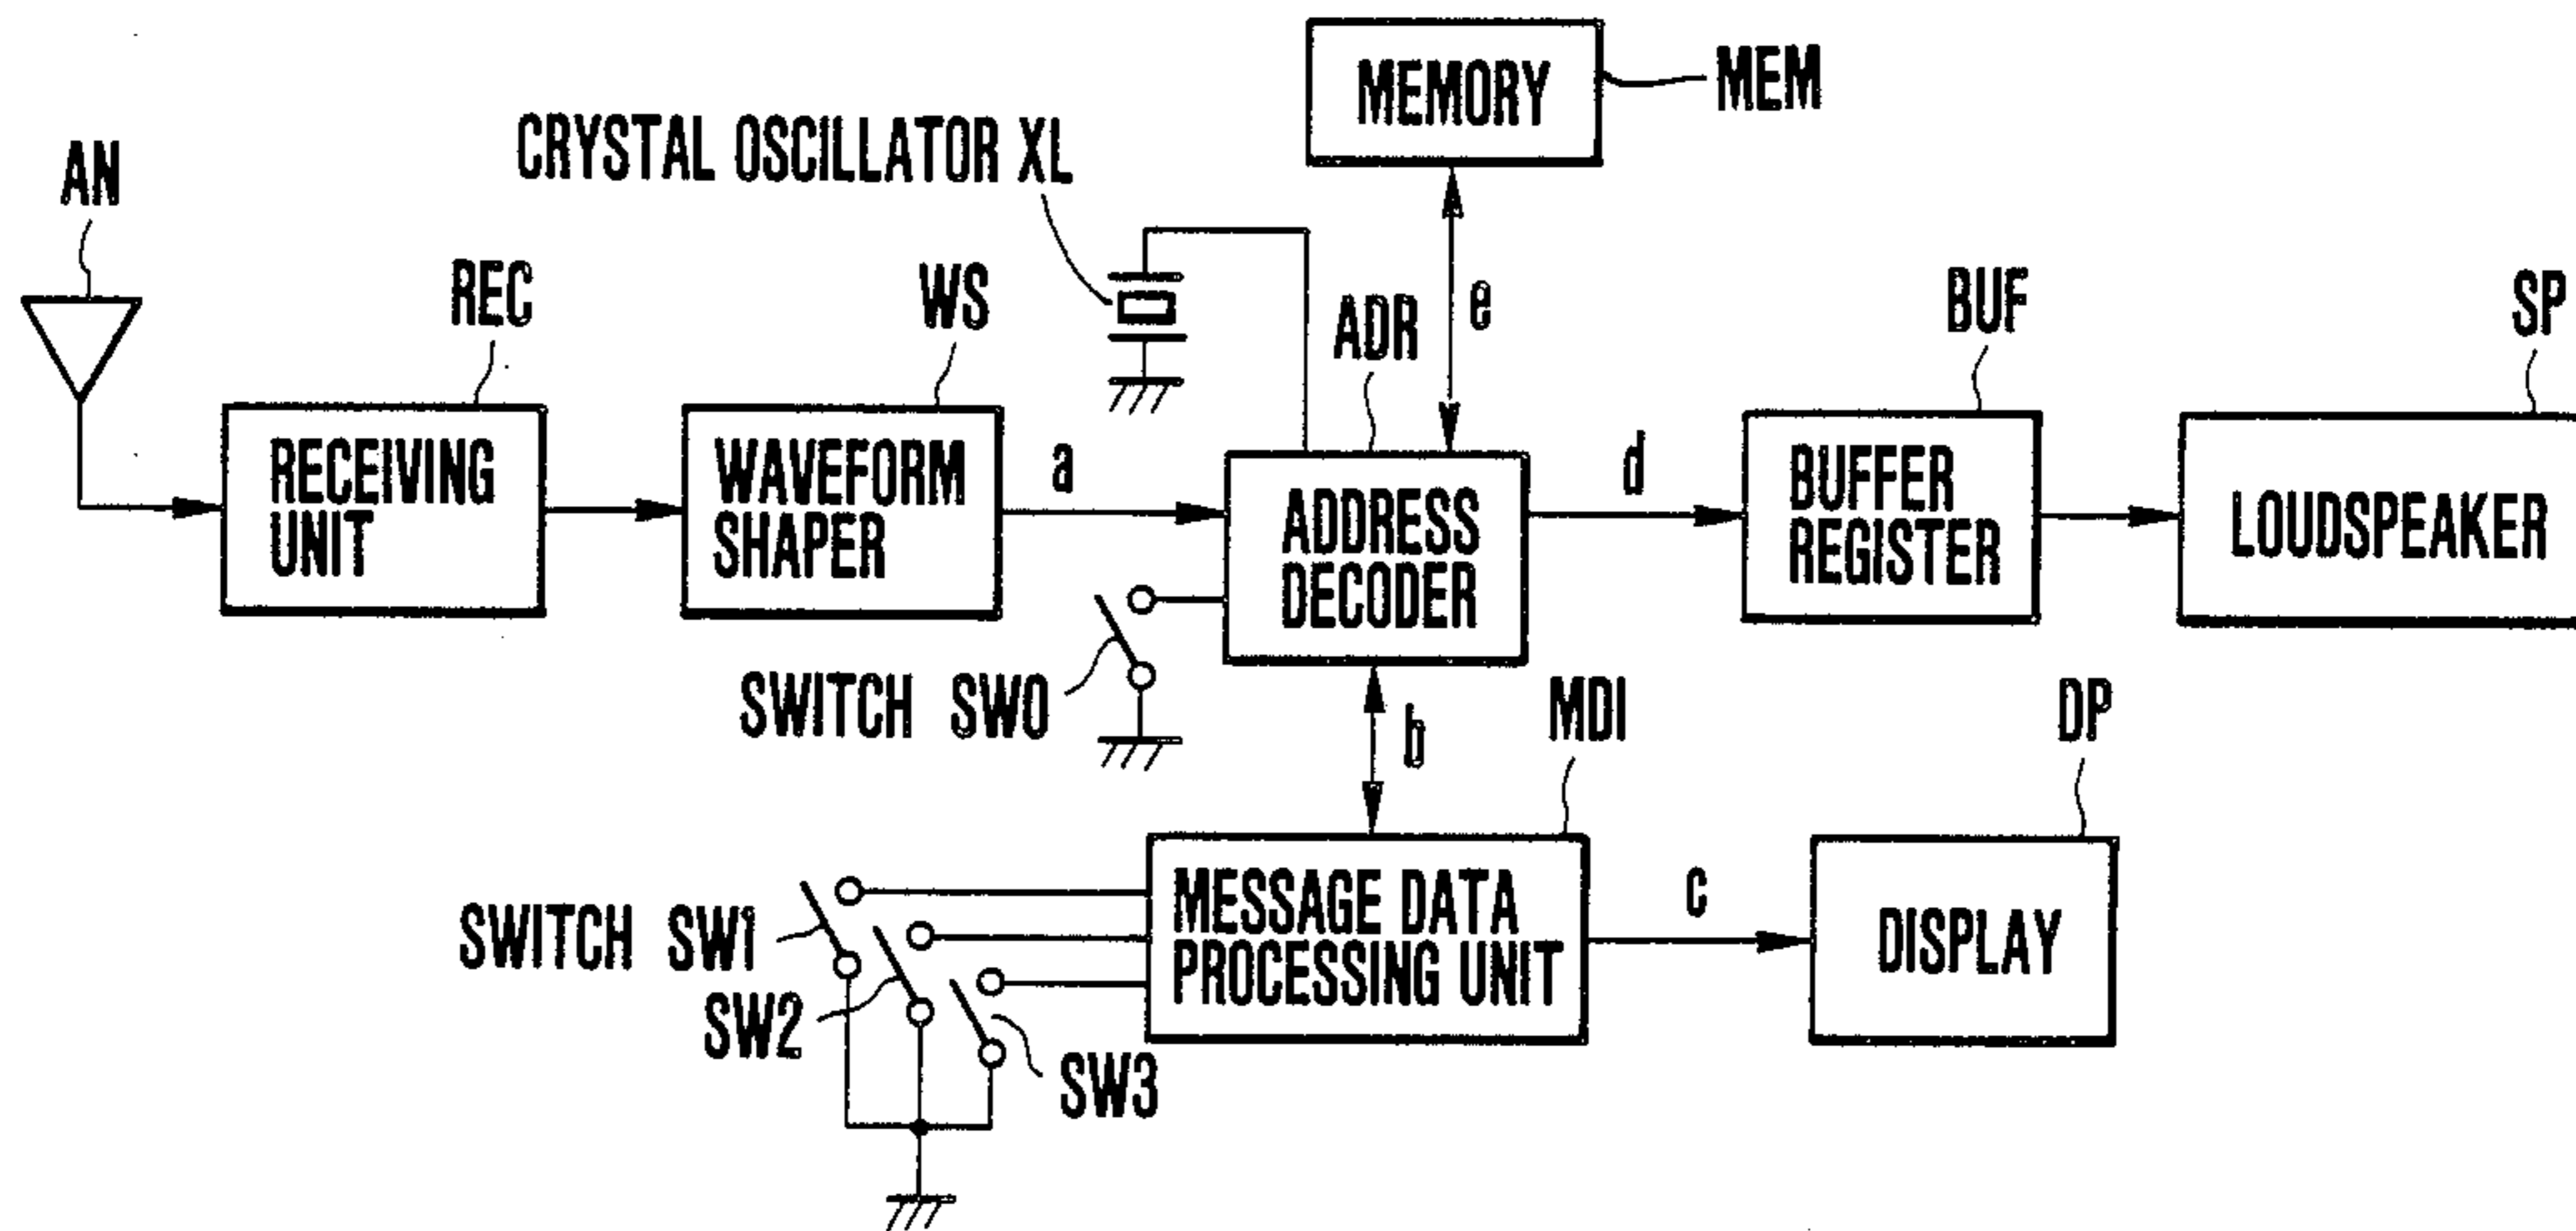 MEMORY
MEM
CRYSTAL OSCILLATOR XL
AN
REC
WS
ADR
e
BUF
SP
RECEIVING
UNIT
WAVEFORM
SHAPER
a
ADDRESS
DECODER
d
BUFFER
REGISTER
LOUDSPEAKER
SWITCH SW0
b
MDI
DP
SWITCH SW1
SW2
SW3
MESSAGE DATA
PROCESSING UNIT
c
DISPLAY